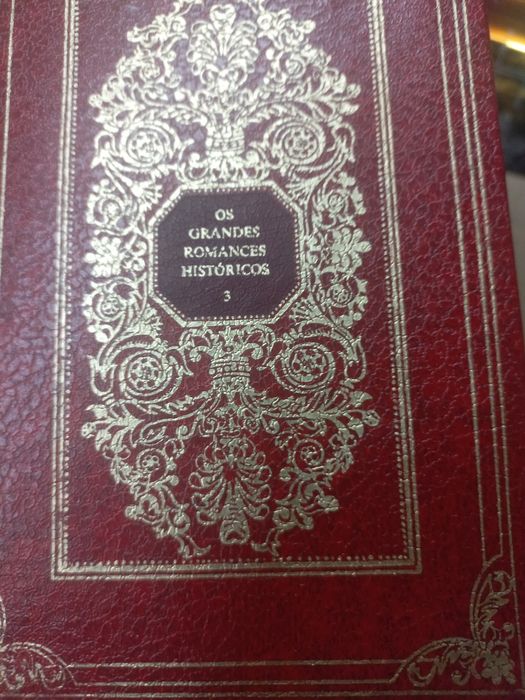 OS
GRANDES
ROMANCES
HISTÓRICOS
3